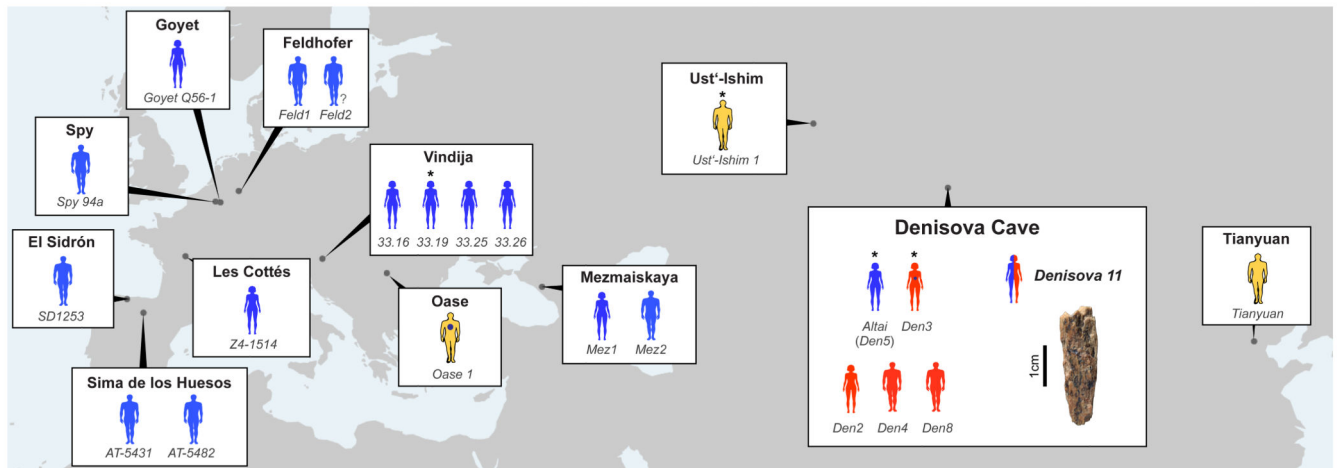 Goyet
Goyet Q56-1
Feldhofer
?
Feld1 Feld2
Ust‘-Ishim
*
Ust‘-Ishim 1
Spy
Spy 94a
Vindija
*
33.16 33.19 33.25 33.26
El Sidrón
SD1253
Les Cottés
Z4-1514
Oase
Oase 1
Mezmaiskaya
Mez1 Mez2
Sima de los Huesos
AT-5431 AT-5482
Denisova Cave
* *
Denisova 11
Altai Den3
(Den5)
1cm
Den2 Den4 Den8
Tianyuan
Tianyuan